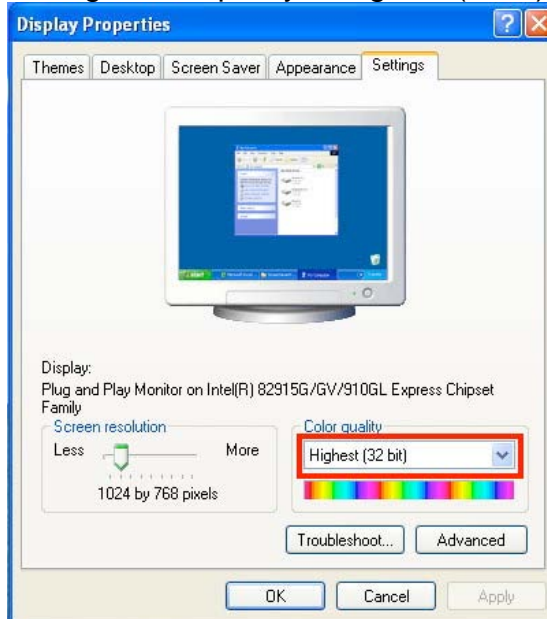 Display Properties
Themes Desktop Screen Saver Appearance Settings
Display:
Plug and Play Monitor on Intel(R) 82915G/GV/910GL Express Chipset
Family
Screen resolution
Less More
1024 by 768 pixels
Color quality
Highest (32 bit)
Troubleshoot... Advanced
OK Cancel Apply